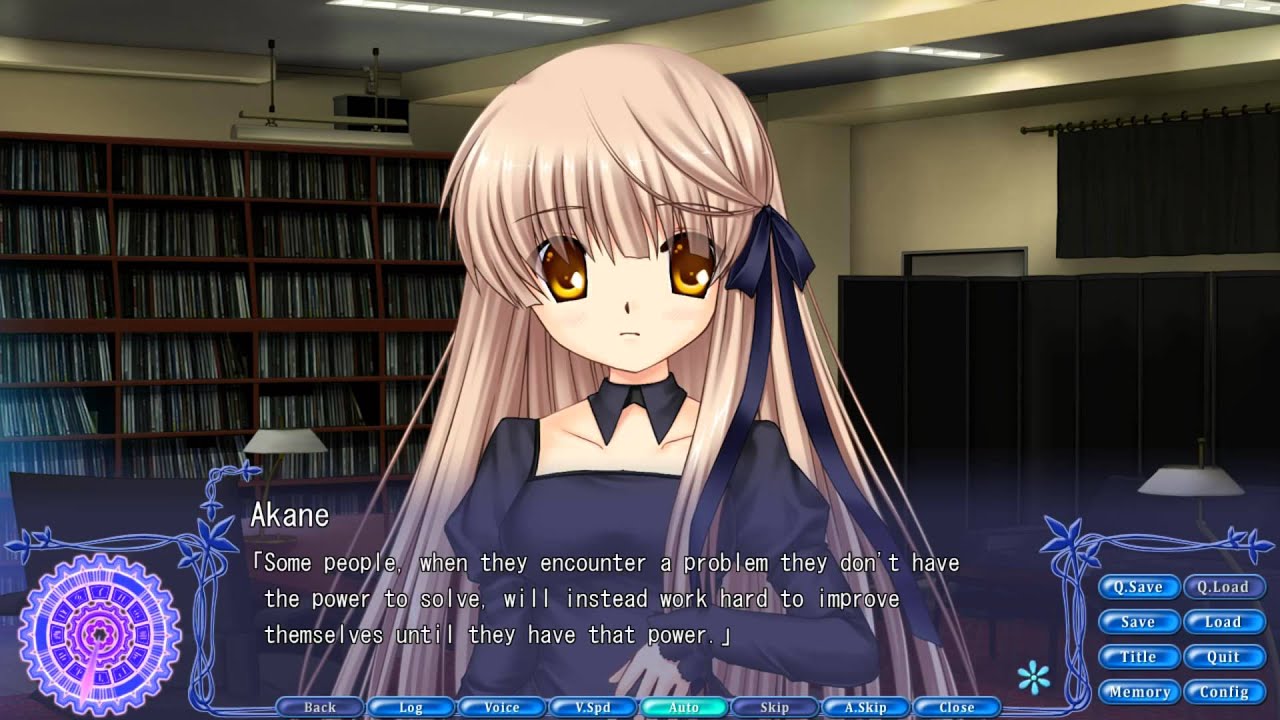 Akane
「Some people, when they encounter a problem they don't have
the power to solve, will instead work hard to improve
themselves until they have that power.」
Q.Save Q.Load
Save Load
Title Quit
Memory Config
Back Log Voice V.Spd Auto Skip A.Skip Close